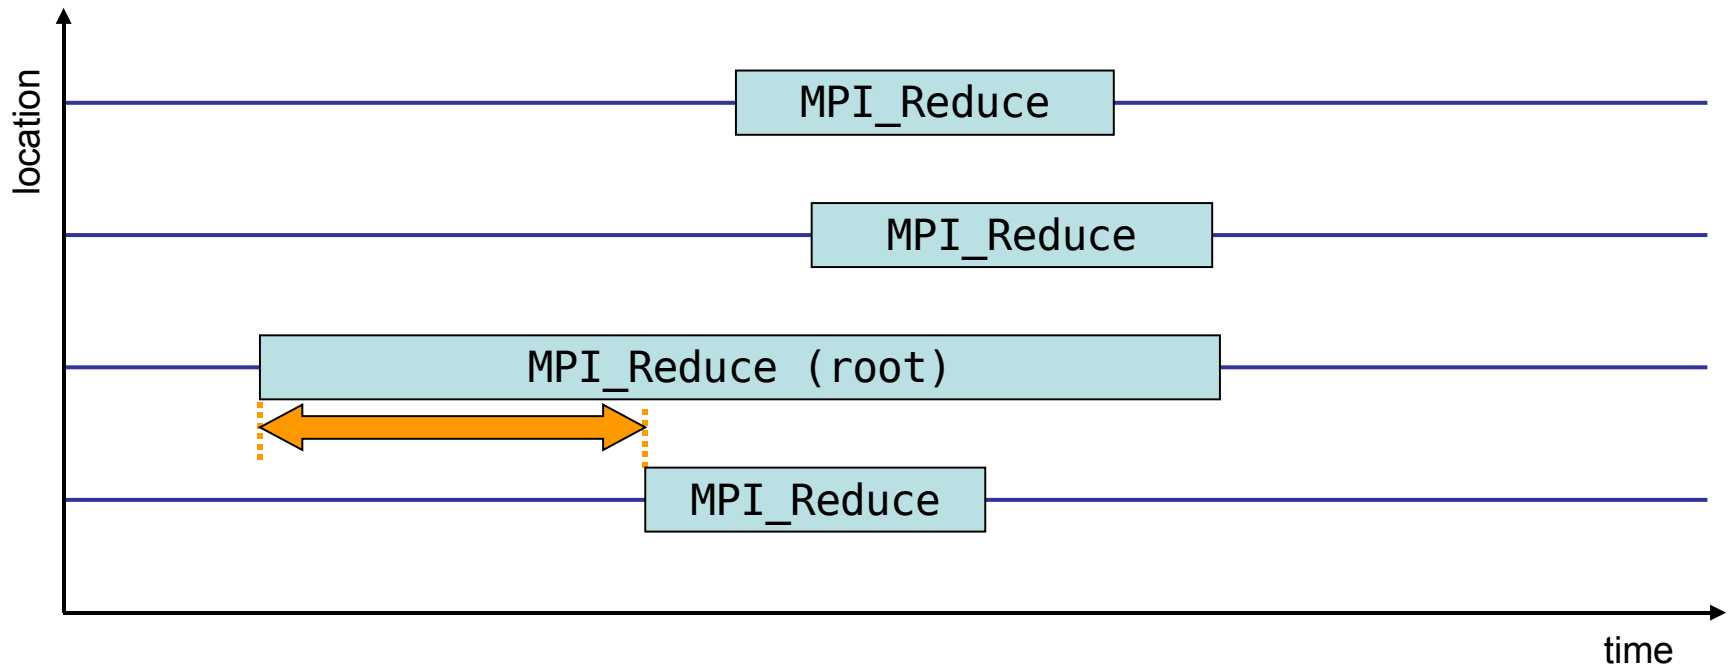 location
MPI_Reduce
MPI_Reduce
MPI_Reduce (root)
MPI_Reduce
time